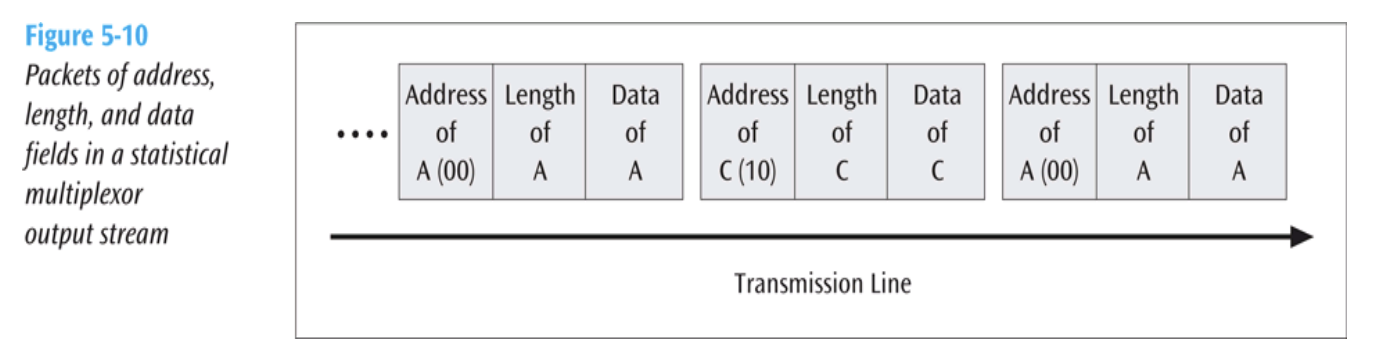 Figure 5-10
Packets of address,
length, and data
fields in a statistical
multiplexor
output stream
....
Address
of
A (00)
Length
of
A
Data
of
A
Address
of
C (10)
Length
of
C
Data
of
C
Address
of
A (00)
Length
of
A
Data
of
A
Transmission Line